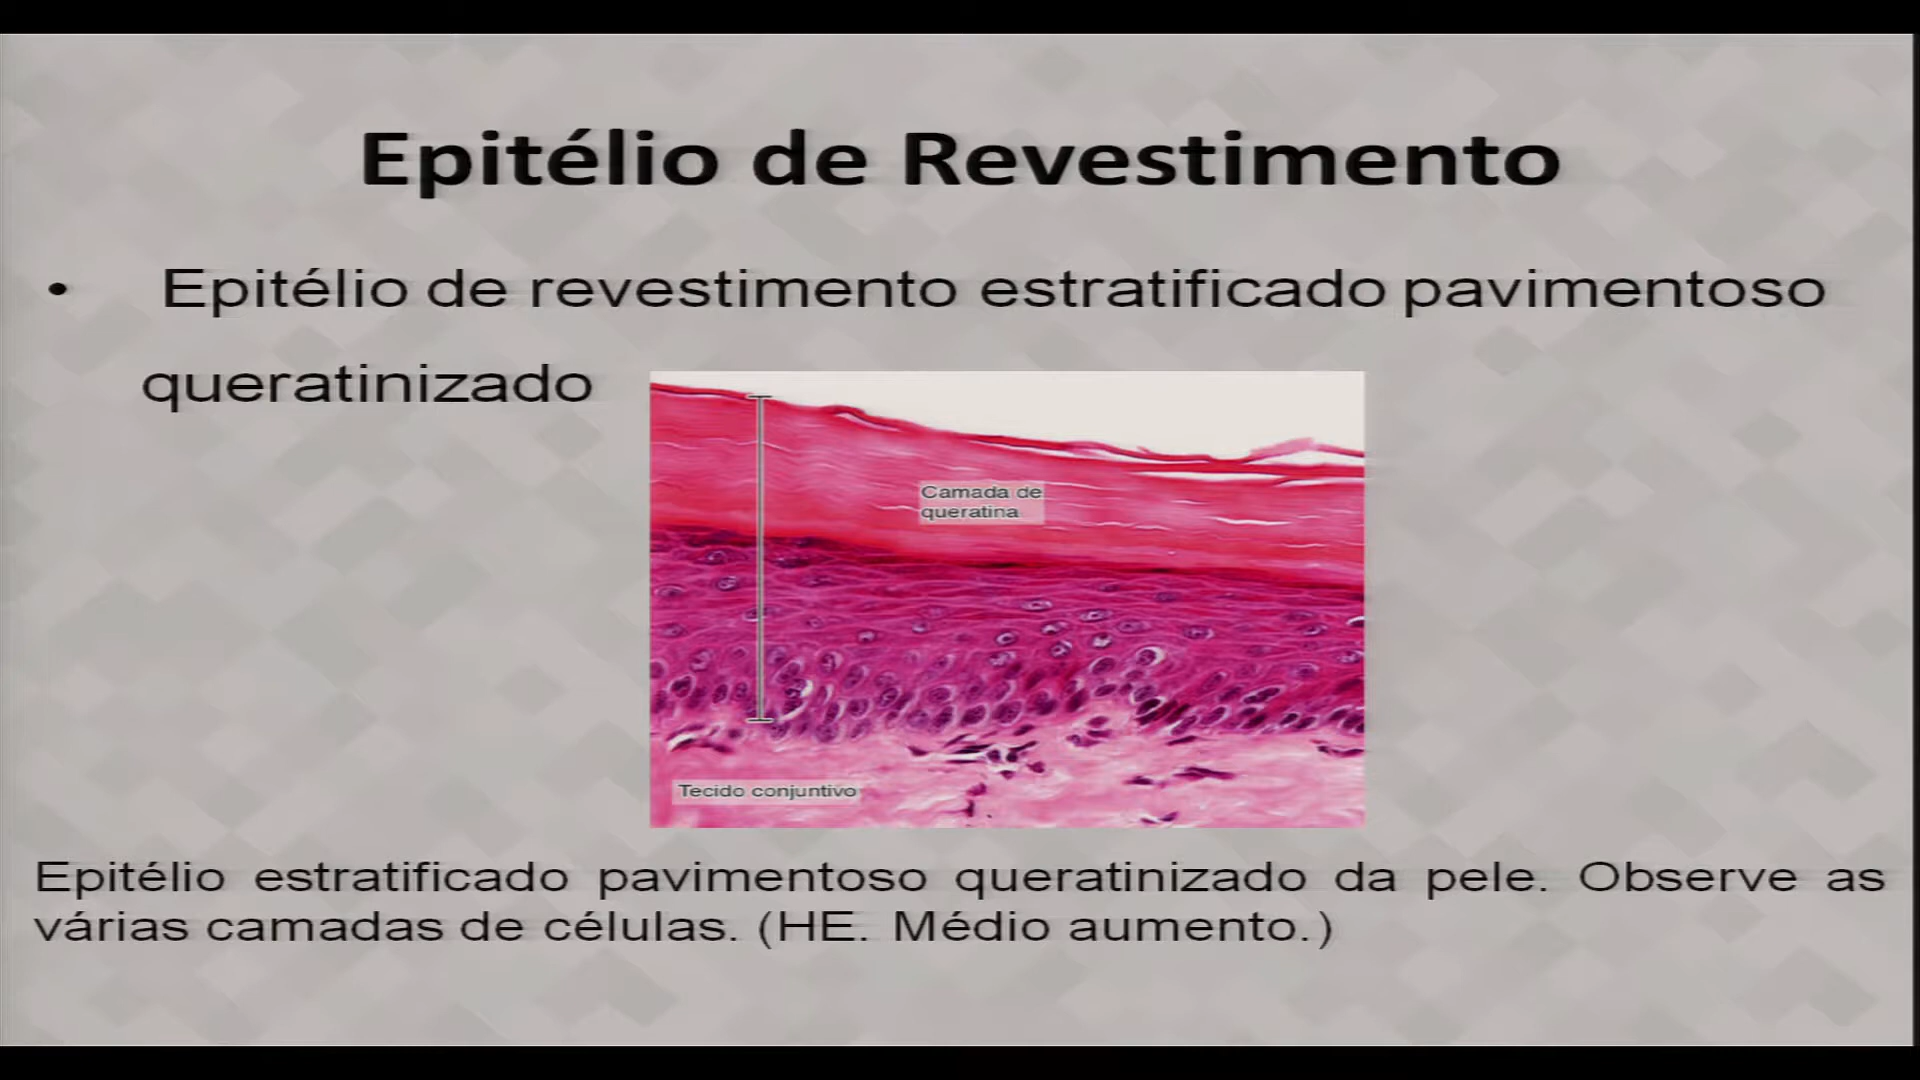 Epitélio de Revestimento
• Epitélio de revestimento estratificado pavimentoso
queratinizado
Camada de
queratina
Tecido conjuntivo
Epitélio estratificado pavimentoso queratinizado da pele. Observe as
várias camadas de células. (HE. Médio aumento.)